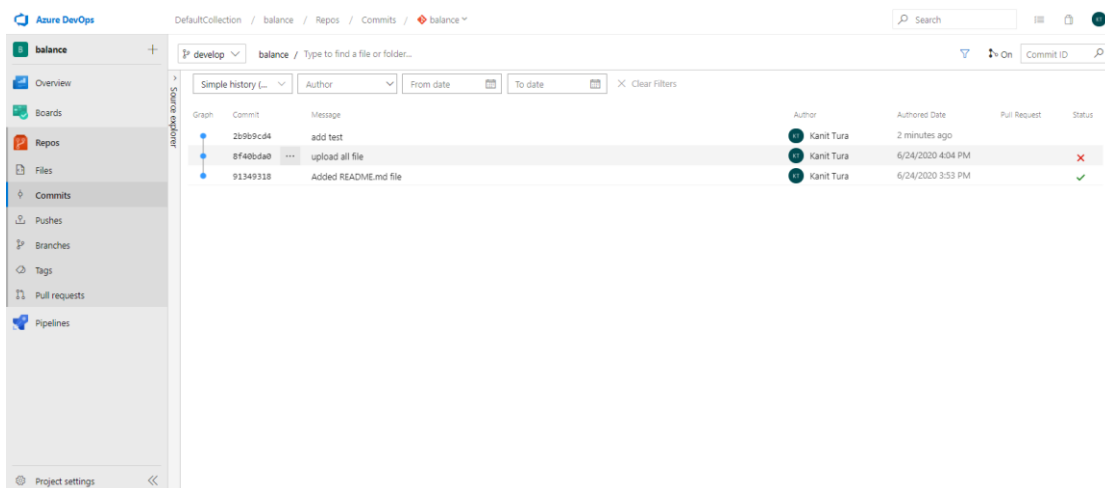 Azure DevOps
DefaultCollection / balance / Repos / Commits / balance
Search
KT
B balance
develop
balance / Type to find a file or folder...
On
Commit ID
Overview
Boards
Repos
Files
Commits
Pushes
Branches
Tags
Pull requests
Pipelines
Project settings
Source explorer
Simple history (...
Author
From date
To date
Clear Filters
Graph Commit Message Author Authored Date Pull Request Status
2b9b9cd4 add test KT Kanit Tura 2 minutes ago
8f40bda0 ... upload all file KT Kanit Tura 6/24/2020 4:04 PM
91349318 Added README.md file KT Kanit Tura 6/24/2020 3:53 PM